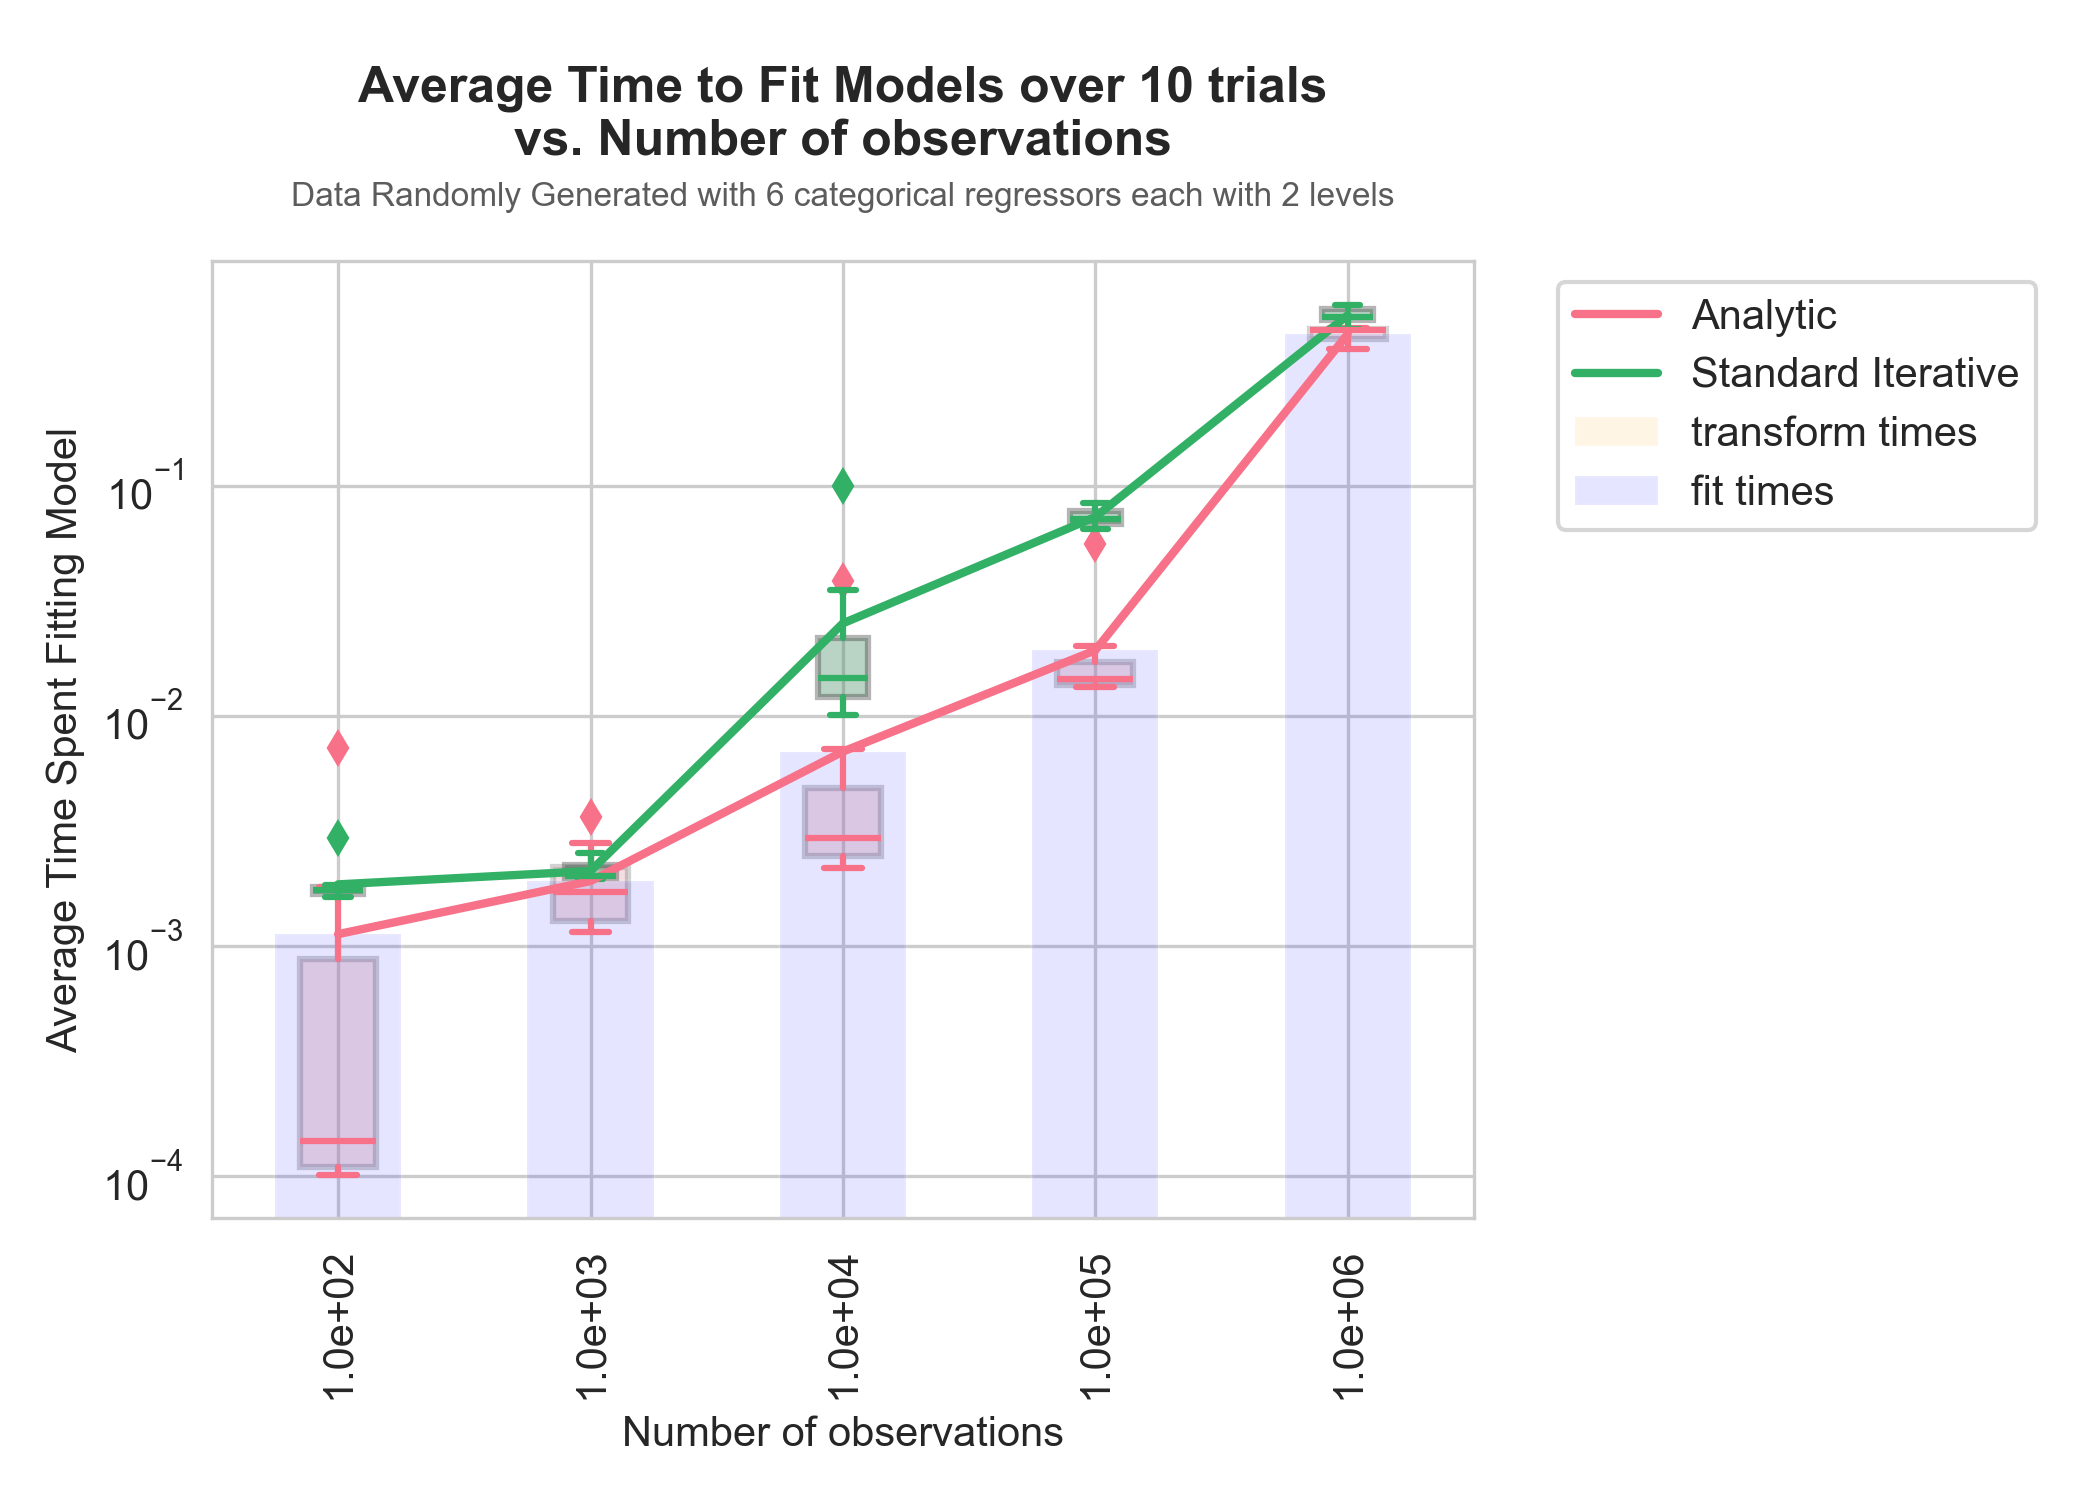 Average Time to Fit Models over 10 trials
vs. Number of observations
Data Randomly Generated with 6 categorical regressors each with 2 levels
Analytic
Standard Iterative
transform times
fit times
Average Time Spent Fitting Model
10⁻¹
10⁻²
10⁻³
10⁻⁴
1.0e+02
1.0e+03
1.0e+04
1.0e+05
1.0e+06
Number of observations